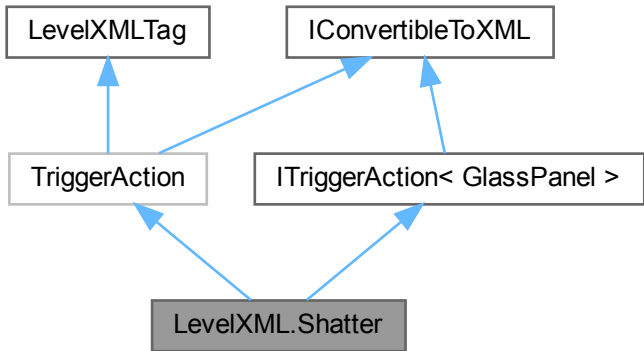 LevelXMLTag
IConvertibleToXML
TriggerAction
ITriggerAction< GlassPanel >
LevelXML.Shatter